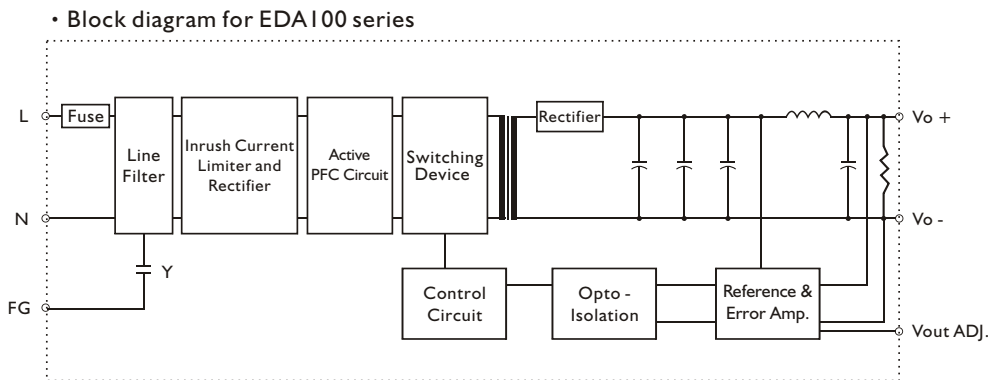 • Block diagram for EDA100 series
L
Fuse
Line
Filter
Inrush Current
Limiter and
Rectifier
Active
PFC Circuit
Switching
Device
Rectifier
Vo +
N
Vo -
Y
FG
Control
Circuit
Opto -
Isolation
Reference &
Error Amp.
Vout ADJ.